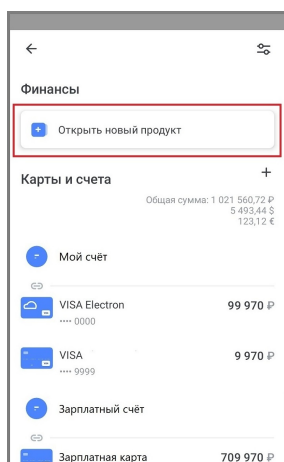 Финансы
Открыть новый продукт
Карты и счета
Общая сумма: 1 021 560,72 ₽
5 493,44 $
123,12 €
Мой счёт
VISA Electron 99 970 ₽
•••• 0000
VISA 9 970 ₽
•••• 9999
Зарплатный счёт
Зарплатная карта 709 970 ₽